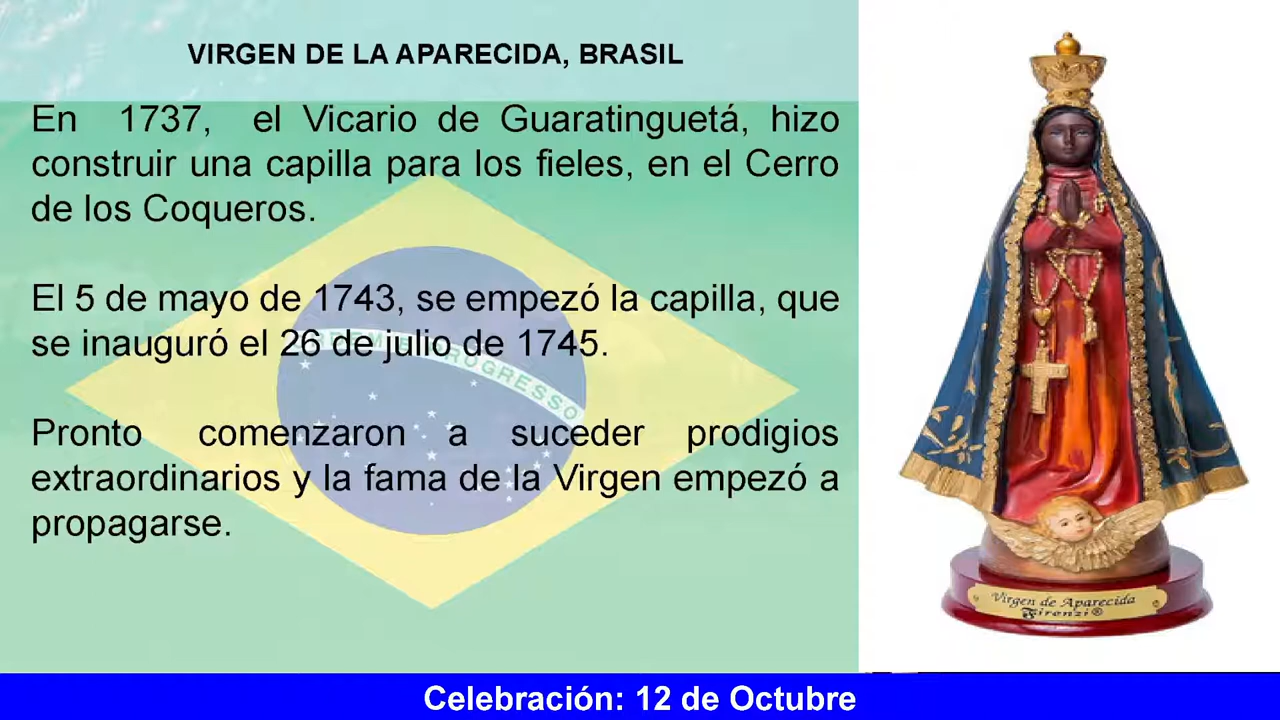 VIRGEN DE LA APARECIDA, BRASIL
En 1737, el Vicario de Guaratinguetá, hizo
construir una capilla para los fieles, en el Cerro
de los Coqueros.
El 5 de mayo de 1743, se empezó la capilla, que
se inauguró el 26 de julio de 1745.
PROGRESSO
Pronto comenzaron a suceder prodigios
extraordinarios y la fama de la Virgen empezó a
propagarse.
Virgen de Aparecida
Firenzi®
Celebración: 12 de Octubre